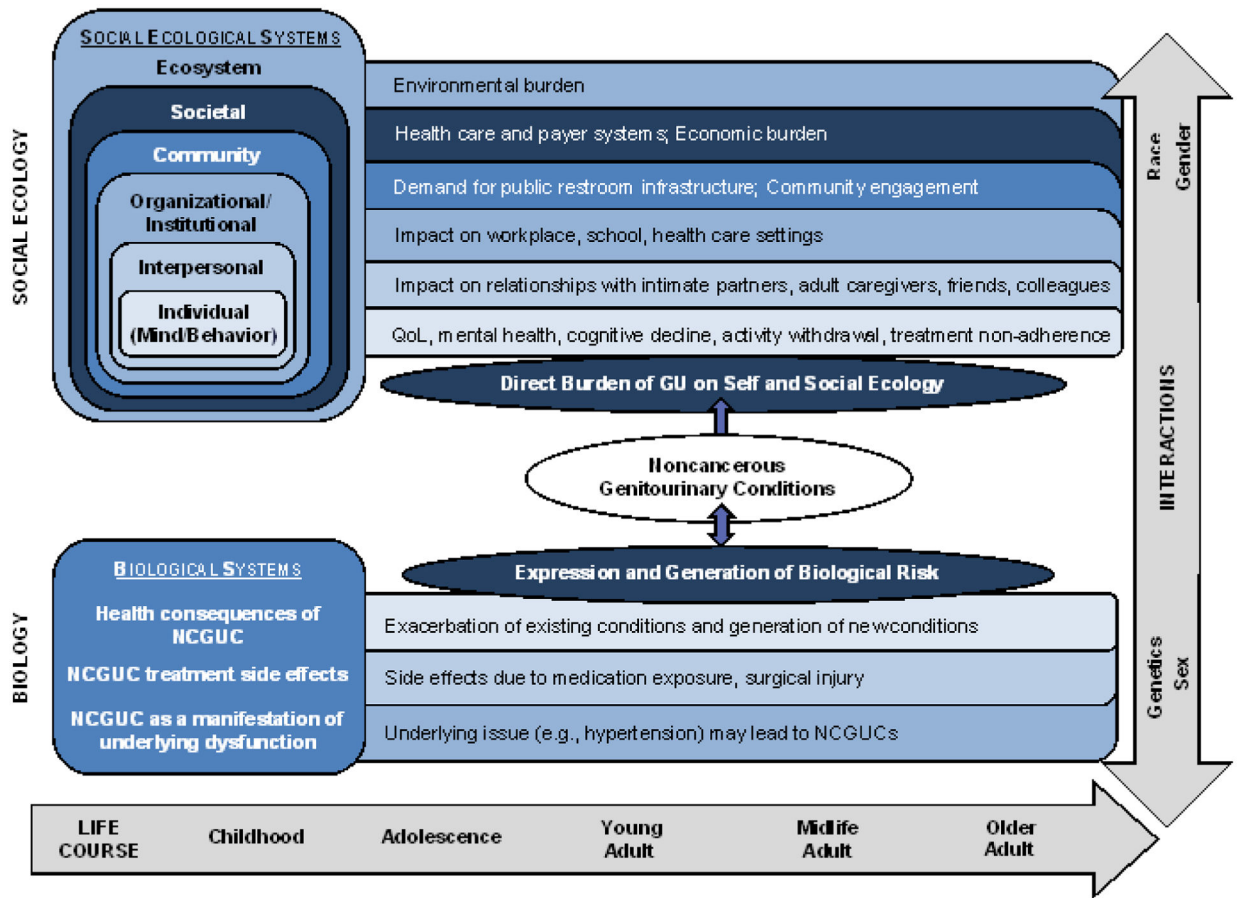 SOCIAL ECOLOGICAL SYSTEMS
Ecosystem
Societal
Community
Organizational/
Institutional
Interpersonal
Individual
(Mind/Behavior)
SOCIAL ECOLOGY
Environmental burden
Health care and payer systems; Economic burden
Demand for public restroom infrastructure; Community engagement
Impact on workplace, school, health care settings
Impact on relationships with intimate partners, adult caregivers, friends, colleagues
QoL, mental health, cognitive decline, activity withdrawal, treatment non-adherence
Direct Burden of GU on Self and Social Ecology
Noncancerous
Genitourinary Conditions
Expression and Generation of Biological Risk
BIOLOGY
BIOLOGICAL SYSTEMS
Health consequences of
NCGUC
NCGUC treatment side effects
NCGUC as a manifestation of
underlying dysfunction
Exacerbation of existing conditions and generation of newconditions
Side effects due to medication exposure, surgical injury
Underlying issue (e.g., hypertension) may lead to NCGUCs
Race
Gender
INTERACTIONS
Genetics
Sex
LIFE
COURSE
Childhood
Adolescence
Young
Adult
Midlife
Adult
Older
Adult